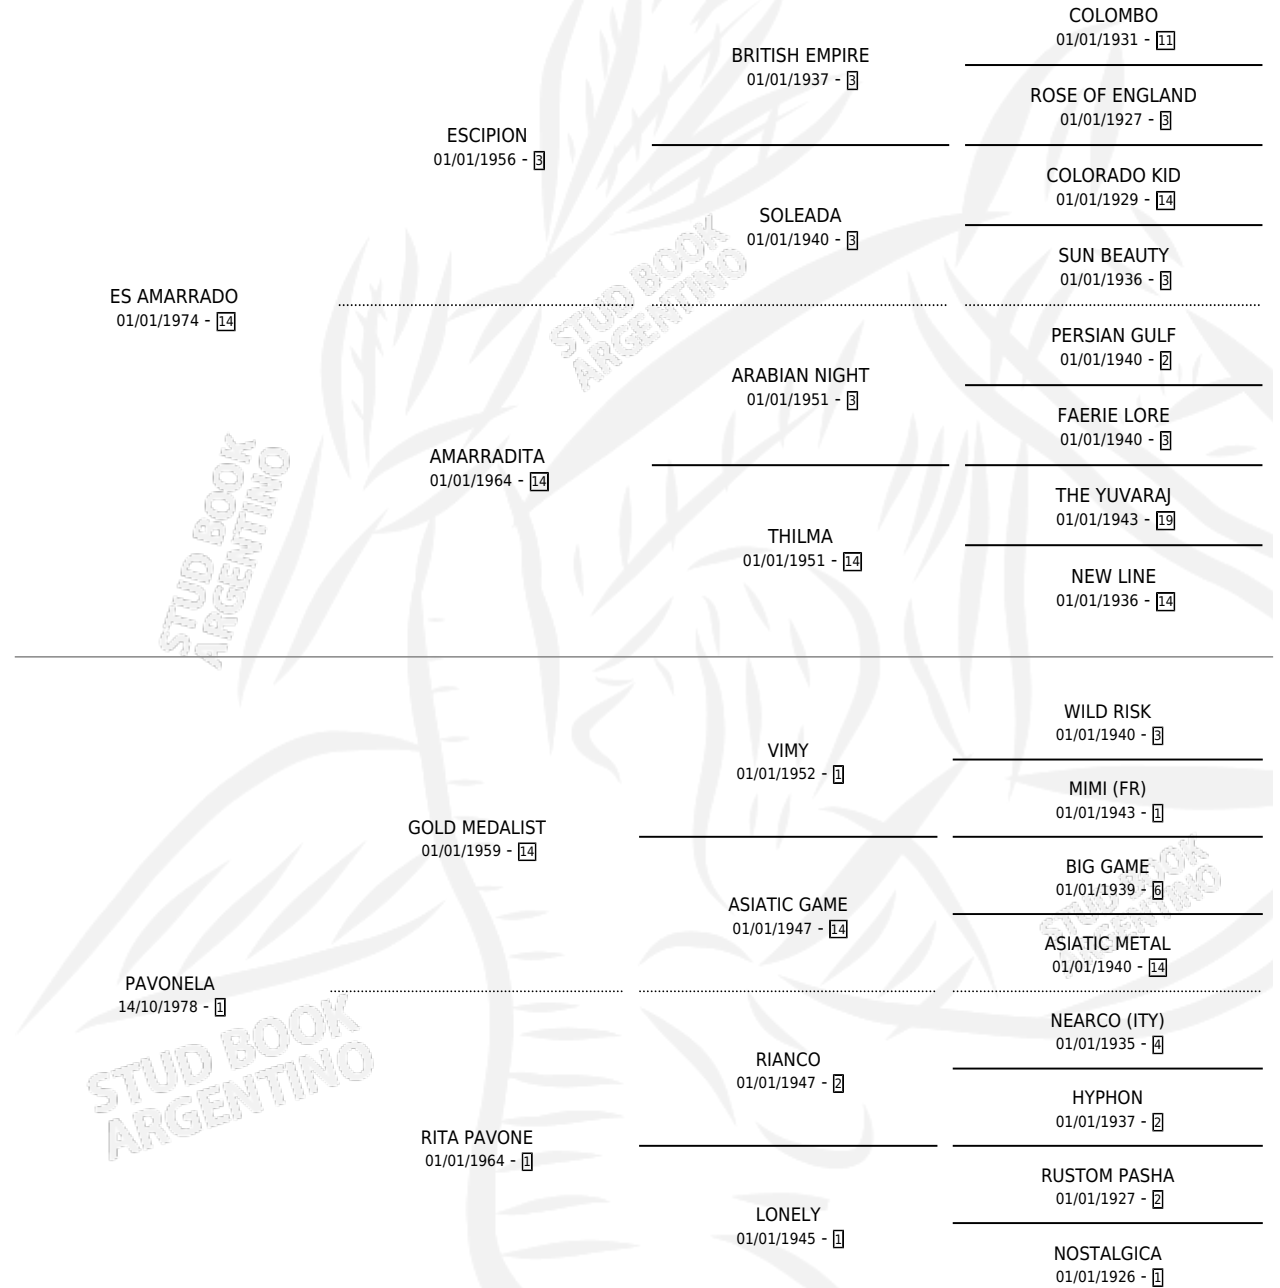 COLOMBO
01/01/1931 - 11
BRITISH EMPIRE
01/01/1937 - 3
ROSE OF ENGLAND
01/01/1927 - 3
ESCIPION
01/01/1956 - 3
COLORADO KID
01/01/1929 - 14
SOLEADA
01/01/1940 - 3
SUN BEAUTY
01/01/1936 - 3
ES AMARRADO
01/01/1974 - 14
PERSIAN GULF
01/01/1940 - 2
ARABIAN NIGHT
01/01/1951 - 3
FAERIE LORE
01/01/1940 - 3
AMARRADITA
01/01/1964 - 14
THE YUVARAJ
01/01/1943 - 19
THILMA
01/01/1951 - 14
NEW LINE
01/01/1936 - 14
WILD RISK
01/01/1940 - 3
VIMY
01/01/1952 - 1
MIMI (FR)
01/01/1943 - 1
GOLD MEDALIST
01/01/1959 - 14
BIG GAME
01/01/1939 - 6
ASIATIC GAME
01/01/1947 - 14
ASIATIC METAL
01/01/1940 - 14
PAVONELA
14/10/1978 - 1
NEARCO (ITY)
01/01/1935 - 4
RIANCO
01/01/1947 - 2
HYPHON
01/01/1937 - 2
RITA PAVONE
01/01/1964 - 1
RUSTOM PASHA
01/01/1927 - 2
LONELY
01/01/1945 - 1
NOSTALGICA
01/01/1926 - 1
STUD BOOK
ARGENTINO
STUD BOOK
ARGENTINO
STUD BOOK
ARGENTINO
STUD BOOK
ARGENTINO